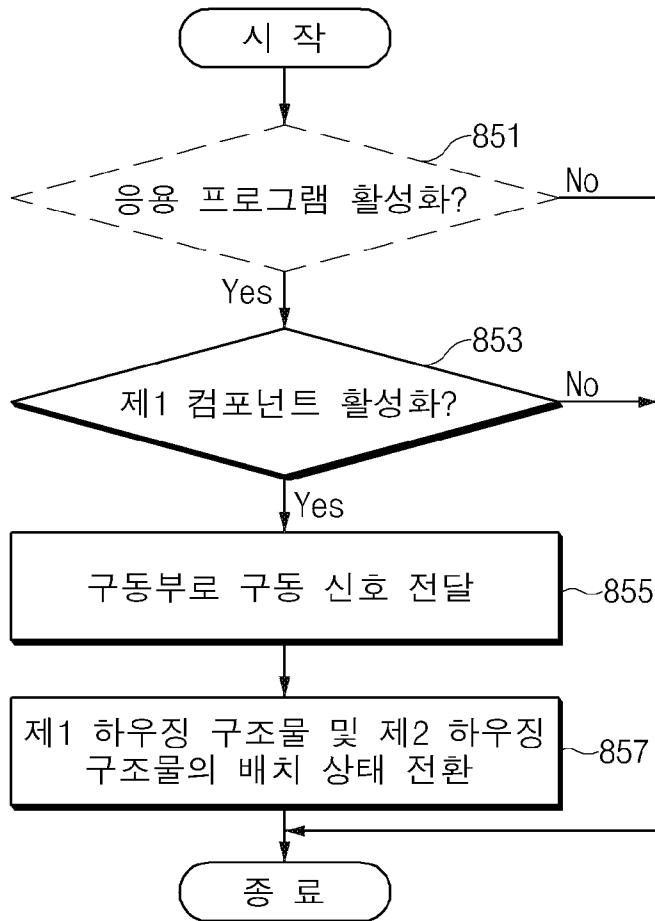 시 작
851
응용 프로그램 활성화?
No
Yes
853
제1 컴포넌트 활성화?
No
Yes
구동부로 구동 신호 전달
855
제1 하우징 구조물 및 제2 하우징
구조물의 배치 상태 전환
857
종 료